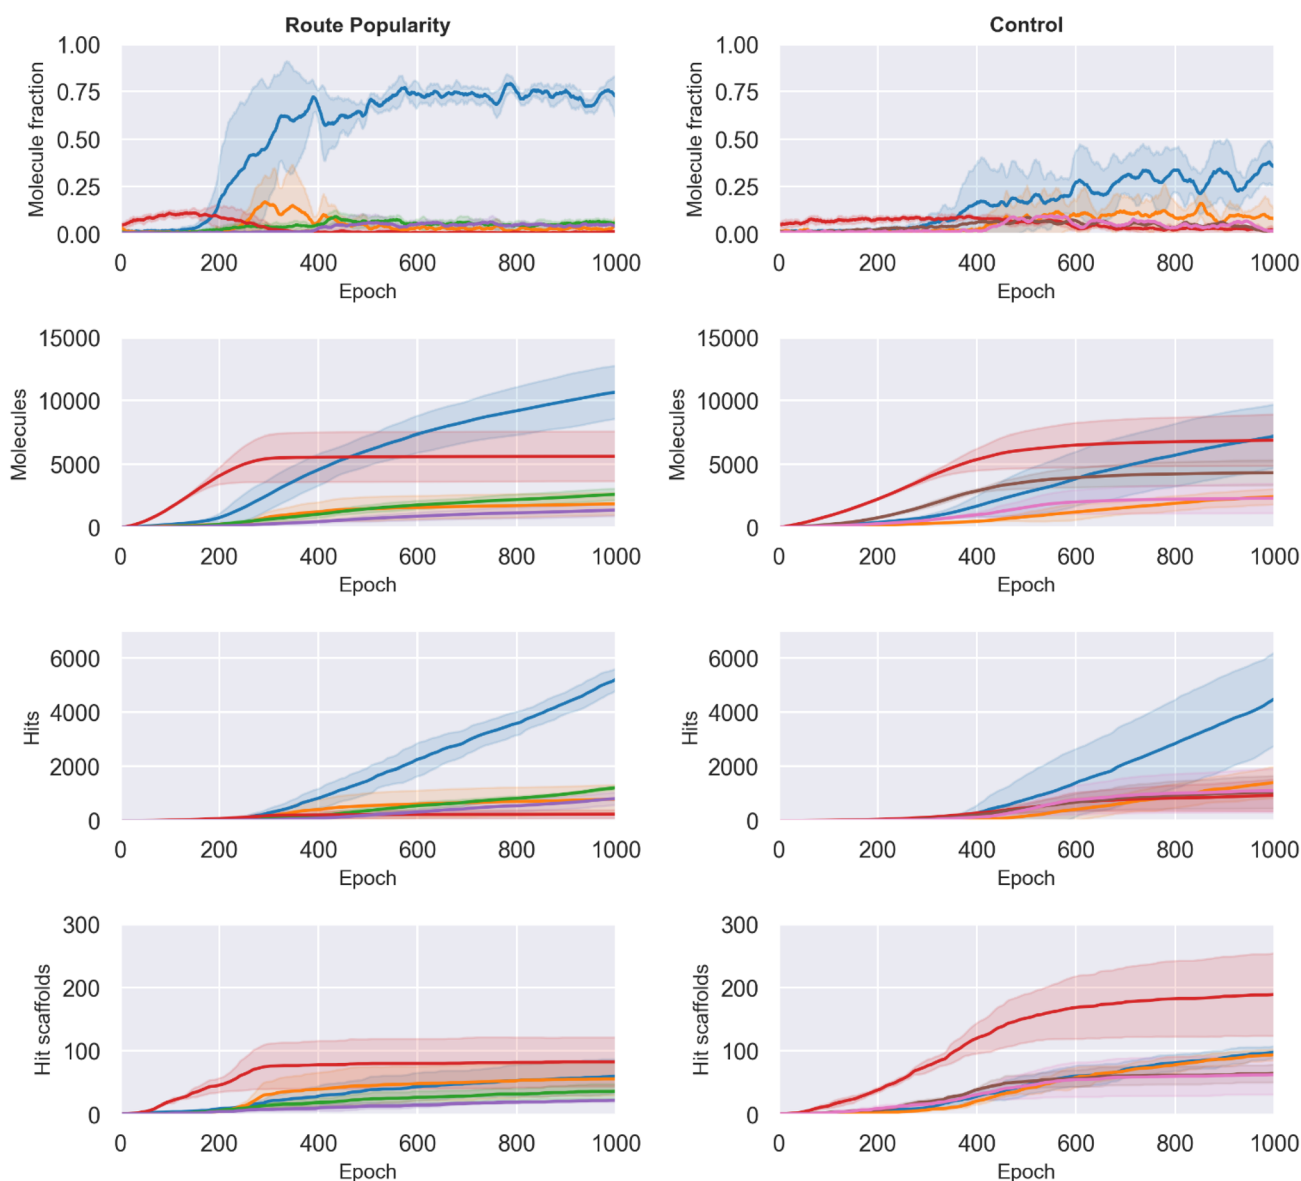 Route Popularity
Control
1.00 0.75 0.50 0.25 0.00
Molecule fraction
0 200 400 600 800 1000
Epoch
1.00 0.75 0.50 0.25 0.00
Molecule fraction
0 200 400 600 800 1000
Epoch
15000 10000 5000 0
Molecules
0 200 400 600 800 1000
Epoch
15000 10000 5000 0
Molecules
0 200 400 600 800 1000
Epoch
6000 4000 2000 0
Hits
0 200 400 600 800 1000
Epoch
6000 4000 2000 0
Hits
0 200 400 600 800 1000
Epoch
300 200 100 0
Hit scaffolds
0 200 400 600 800 1000
Epoch
300 200 100 0
Hit scaffolds
0 200 400 600 800 1000
Epoch